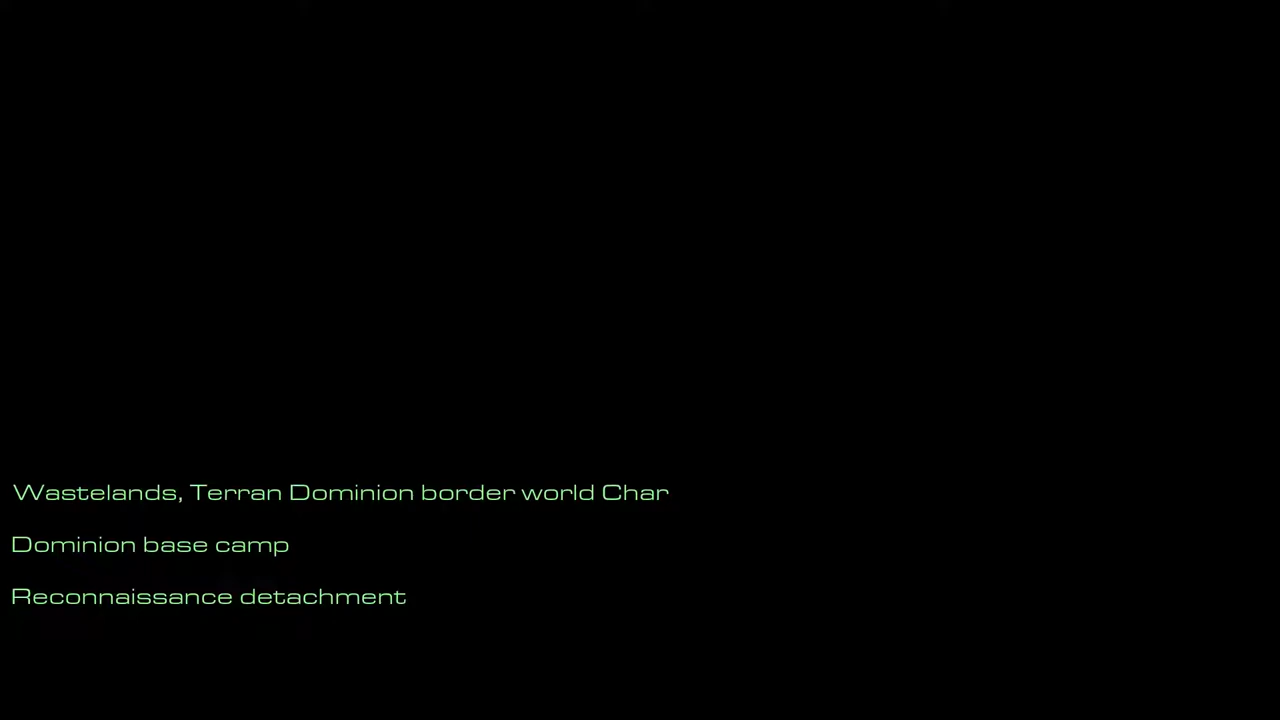 Wastelands, Terran Dominion border world Char
Dominion base camp
Reconnaissance detachment